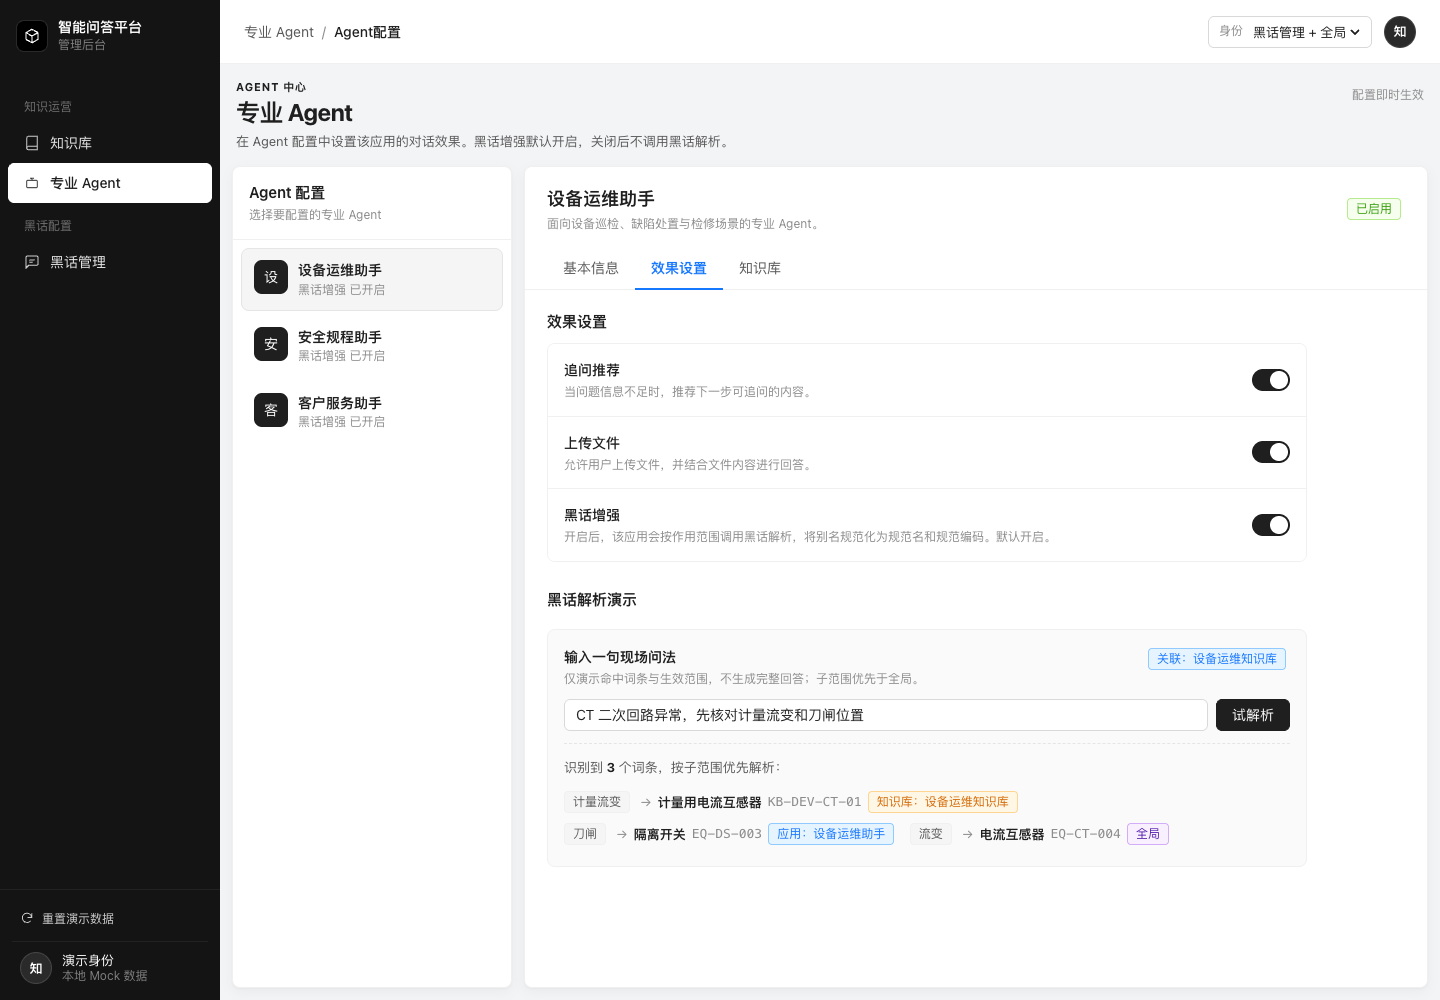 智能问答平台
管理后台
知识运营
知识库
专业 Agent
黑话配置
黑话管理
重置演示数据
知
演示身份
本地 Mock 数据
专业 Agent / Agent配置
身份 黑话管理 + 全局
知
AGENT 中心
专业 Agent
在 Agent 配置中设置该应用的对话效果。黑话增强默认开启，关闭后不调用黑话解析。
配置即时生效
Agent 配置
选择要配置的专业 Agent
设
设备运维助手
黑话增强 已开启
安
安全规程助手
黑话增强 已开启
客
客户服务助手
黑话增强 已开启
设备运维助手
面向设备巡检、缺陷处置与检修场景的专业 Agent。
已启用
基本信息 效果设置 知识库
效果设置
追问推荐
当问题信息不足时，推荐下一步可追问的内容。
上传文件
允许用户上传文件，并结合文件内容进行回答。
黑话增强
开启后，该应用会按作用范围调用黑话解析，将别名规范化为规范名和规范编码。默认开启。
黑话解析演示
输入一句现场问法
仅演示命中词条与生效范围，不生成完整回答；子范围优先于全局。
关联：设备运维知识库
CT 二次回路异常，先核对计量流变和刀闸位置
试解析
识别到 3 个词条，按子范围优先解析：
计量流变 → 计量用电流互感器 KB-DEV-CT-01 知识库：设备运维知识库
刀闸 → 隔离开关 EQ-DS-003 应用：设备运维助手 流变 → 电流互感器 EQ-CT-004 全局